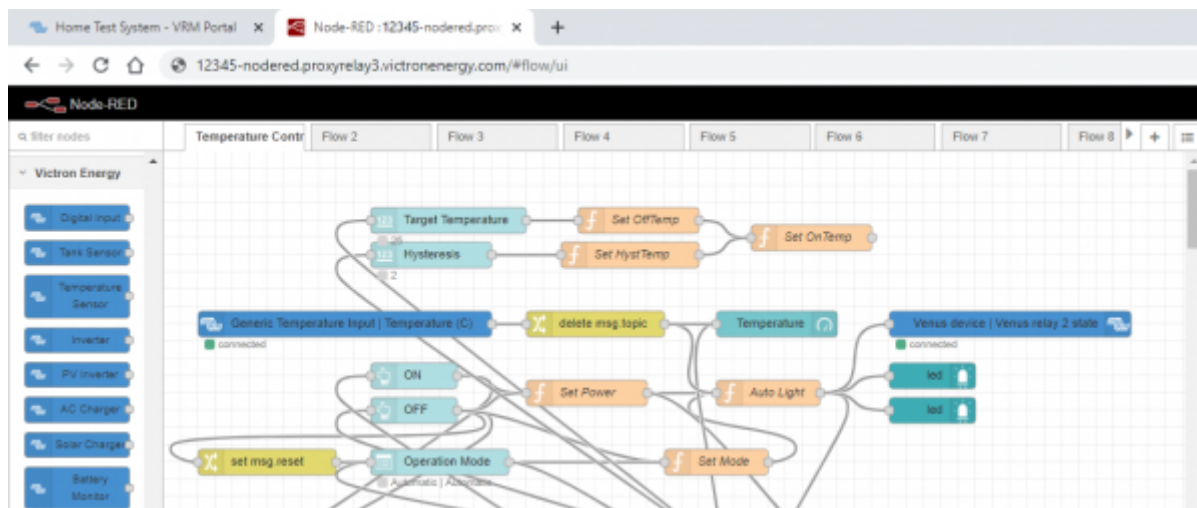 Home Test System - VRM Portal
Node-RED : 12345-nodered.prox
12345-nodered.proxyrelay3.victronenergy.com/#flow/ui
Node-RED
filter nodes
Temperature Contr
Flow 2
Flow 3
Flow 4
Flow 5
Flow 6
Flow 7
Flow 8
Victron Energy
Digital Input
Tank Sensor
Temperature
Sensor
Inverter
PV Inverter
AC Charger
Solar Charger
Battery
Monitor
123
Target Temperature
Set OffTemp
Set OnTemp
123
Hysteresis
Set HystTemp
2
Generic Temperature Input | Temperature (C)
delete msg.topic
Temperature
Venus device | Venus relay 2 state
connected
connected
ON
led
Set Power
Auto Light
OFF
led
set msg.reset
Operation Mode
Set Mode
Automatic | Automatic